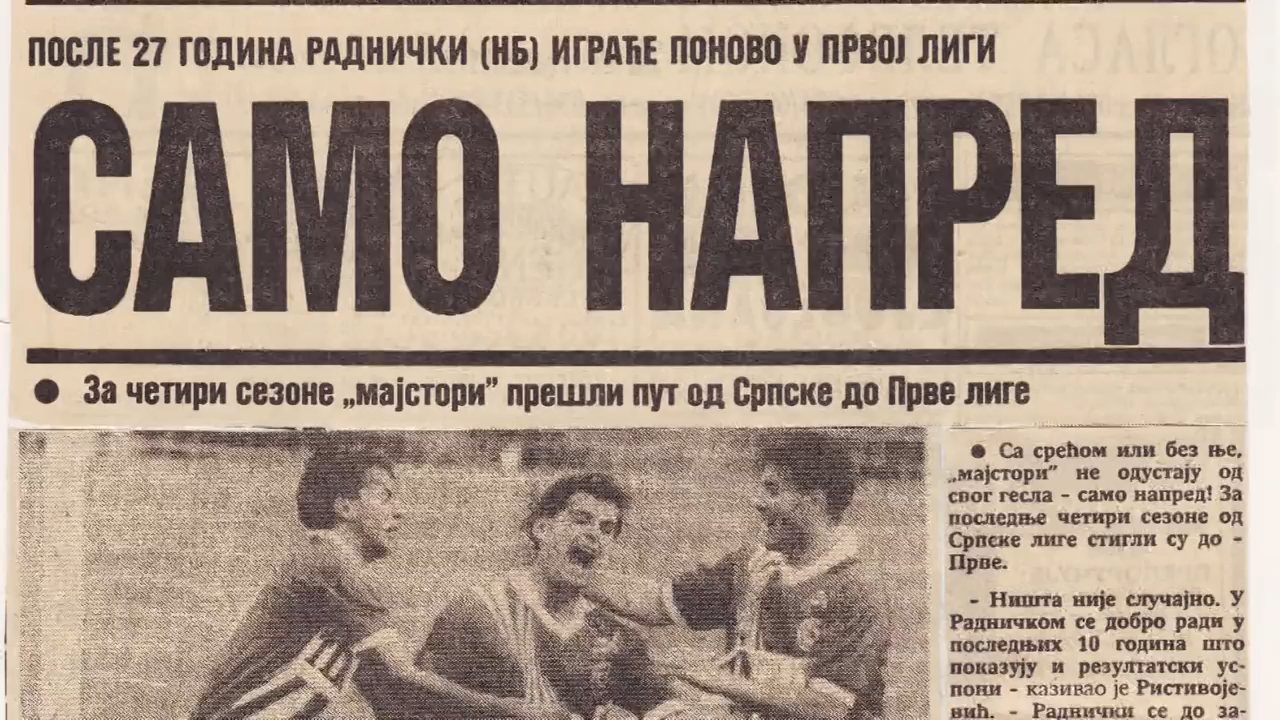 ПОСЛЕ 27 ГОДИНА РАДНИЧКИ (НБ) ИГРАЋЕ ПОНОВО У ПРВОЈ ЛИГИ
САМО НАПРЕД
● За четири сезоне „мајстори” прешли пут од Српске до Прве лиге
● Са срећом или без ње,
„мајстори” не одустају од
свог гесла – само напред! За
последње четири сезоне од
Српске лиге стигли су до –
Прве.
– Ништа није случајно. У
Радничком се добро ради у
последњих 10 година што
показују и резултатски ус-
пони – казивао је Ристивоје-
вић. – Раднички се до за-